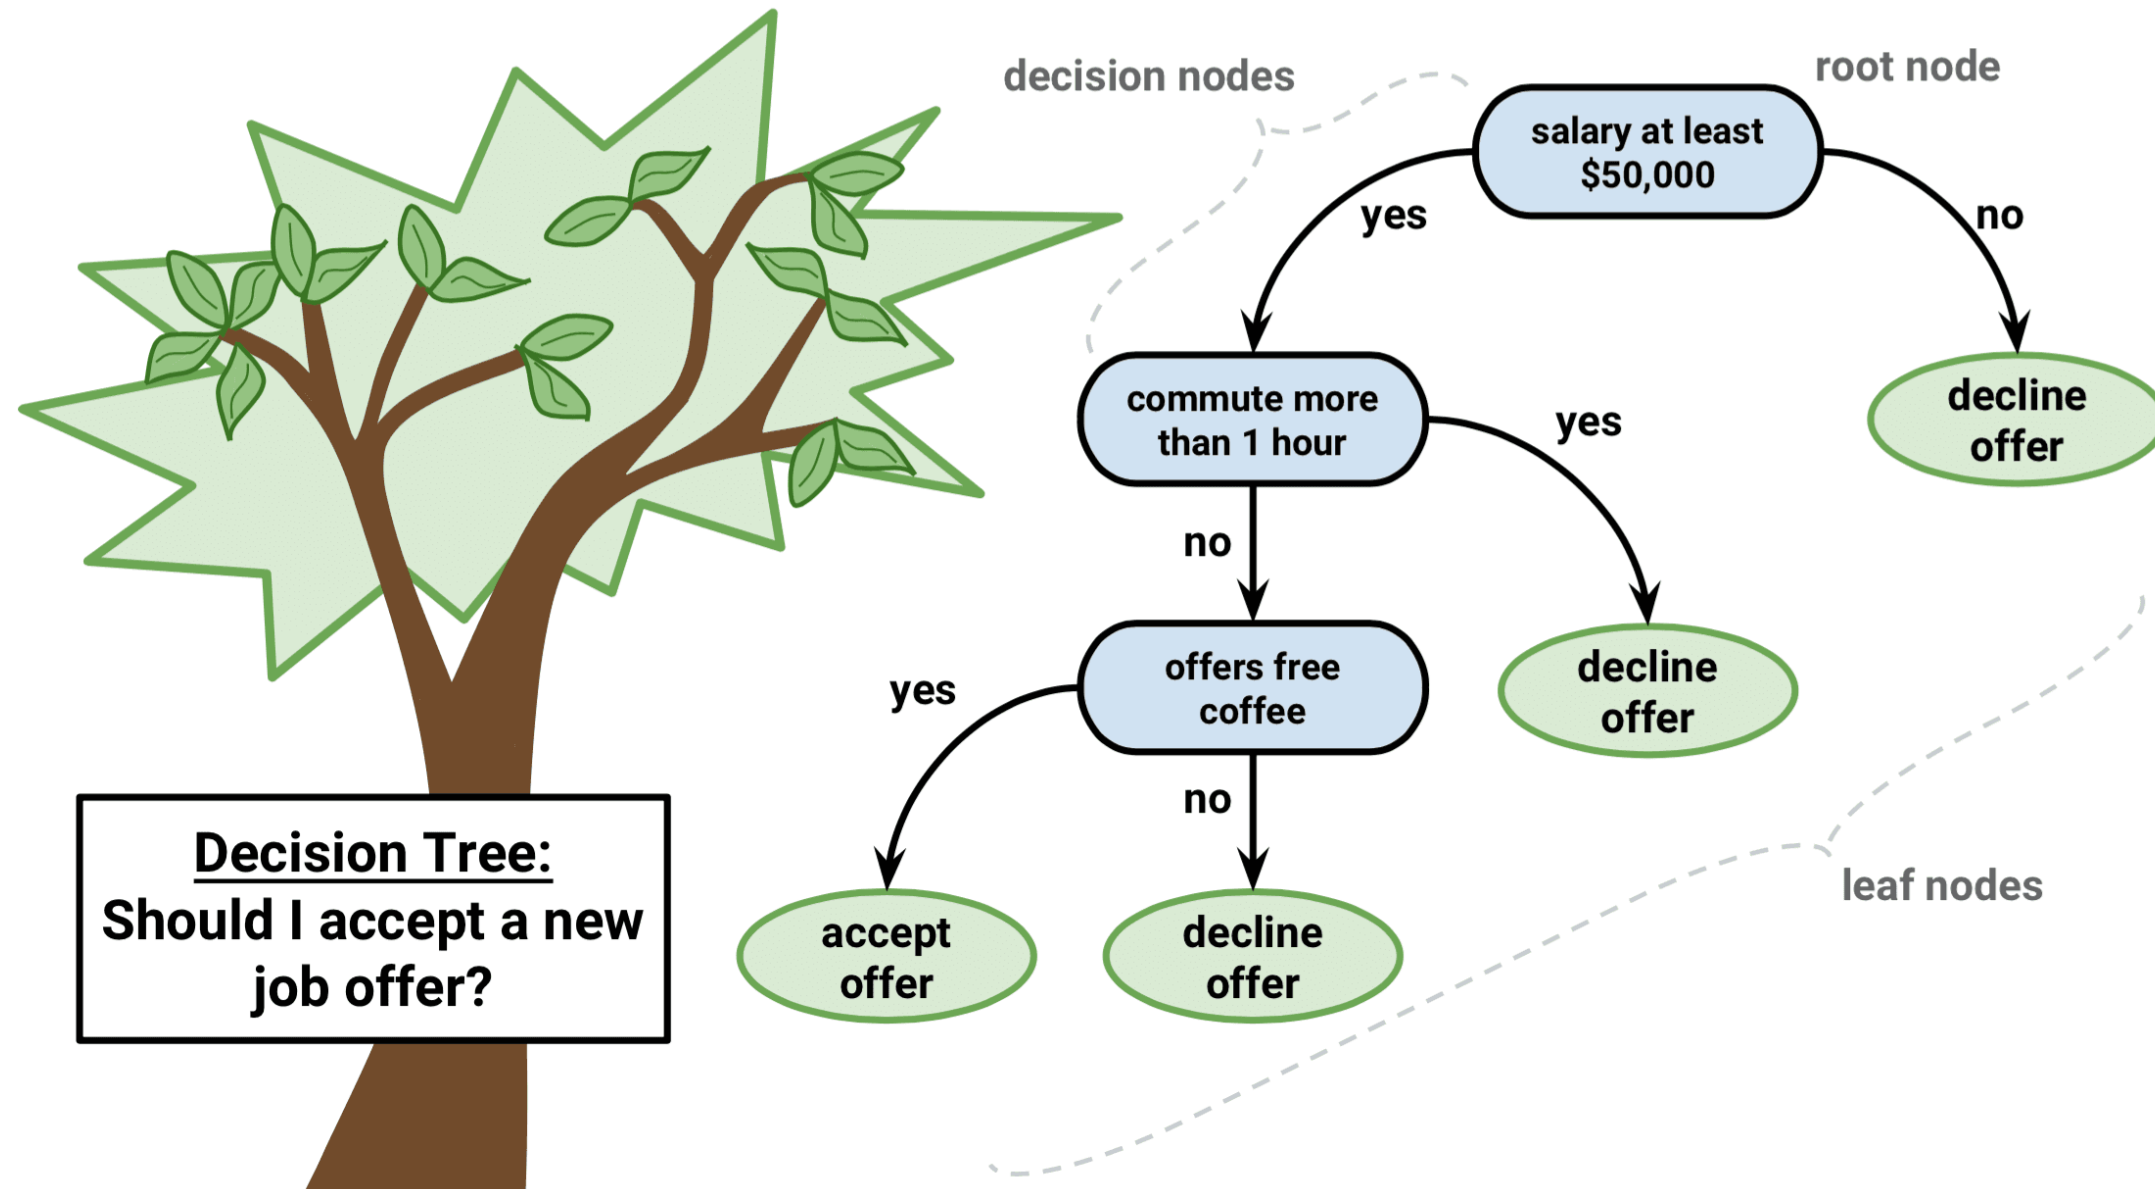 decision nodes
root node
salary at least
$50,000
yes
no
commute more
than 1 hour
yes
decline
offer
no
offers free
coffee
yes
decline
offer
no
accept
offer
decline
offer
leaf nodes
Decision Tree:
Should I accept a new
job offer?